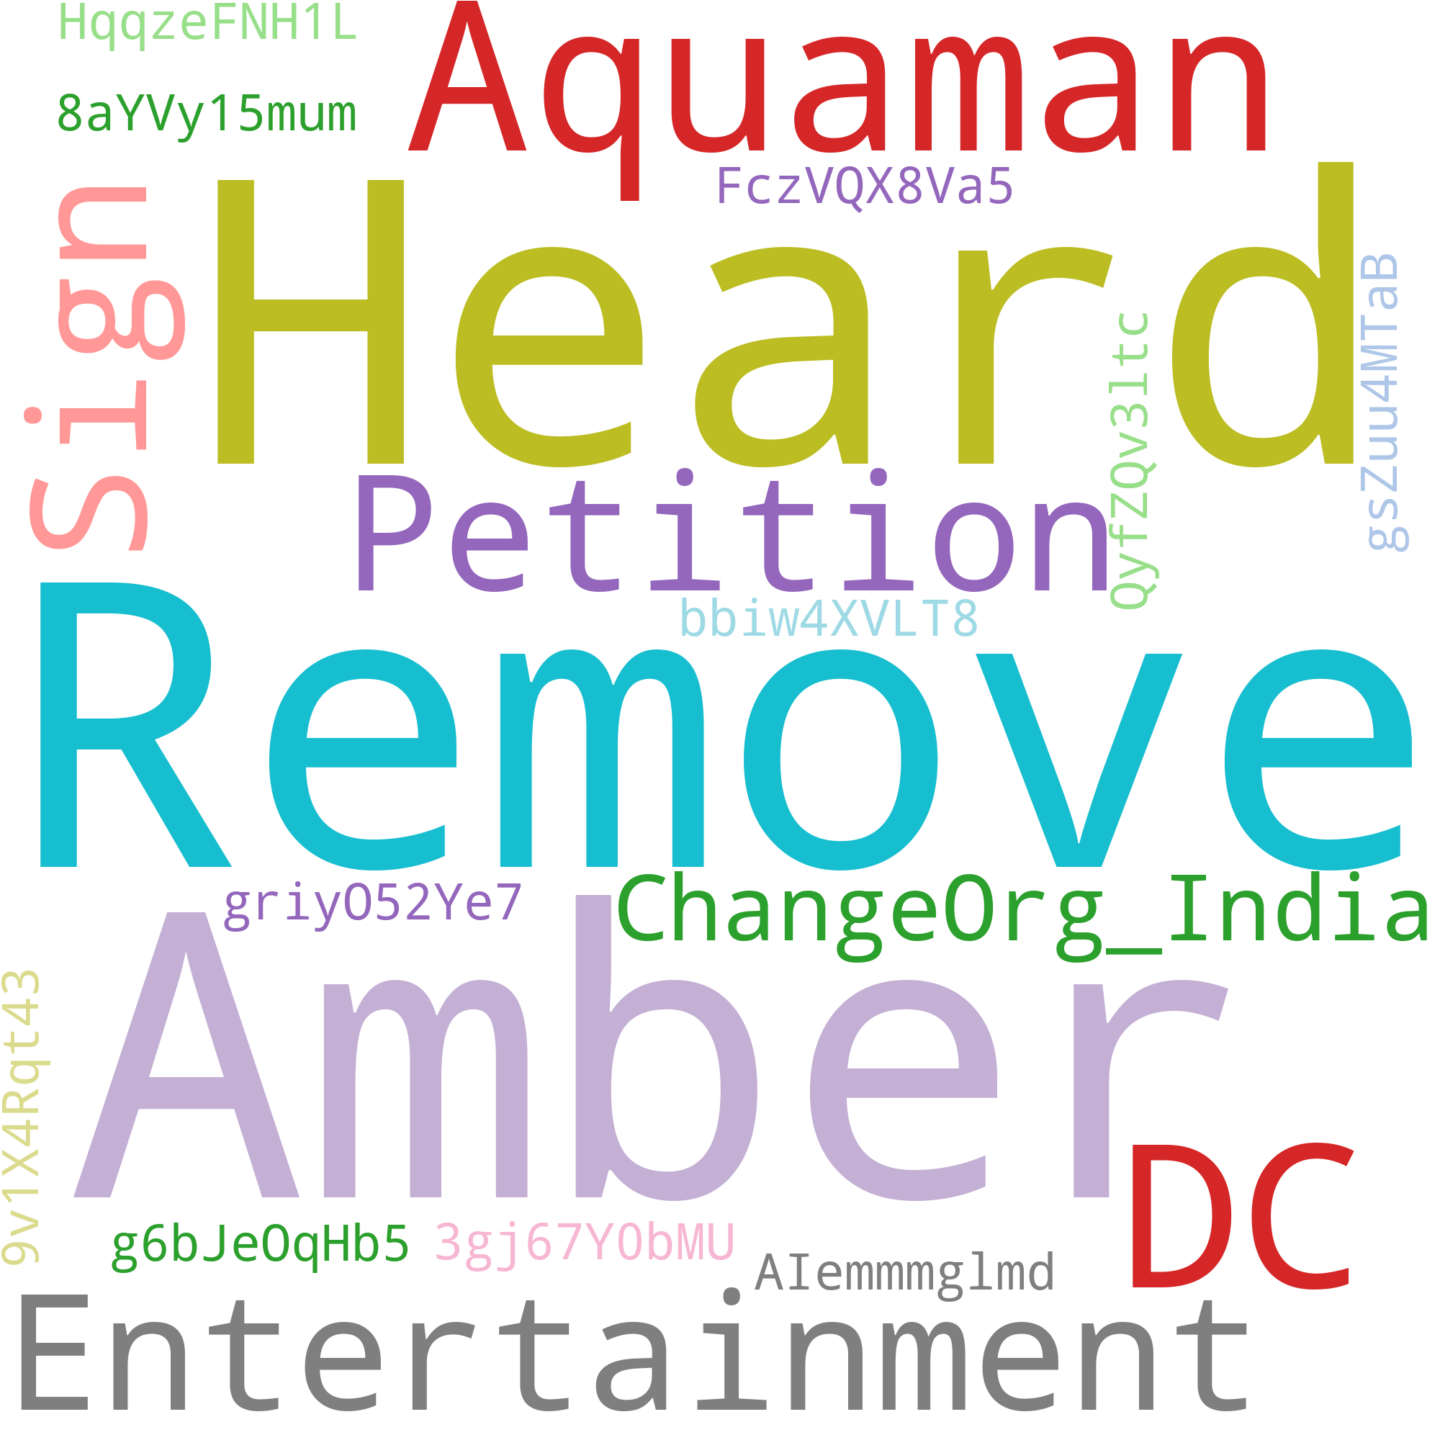 HqqzeFNH1L
Aquaman
8aYVy15mum
FczVQX8Va5
Sign
Heard
gsZuu4MTaB
QyfZQv3ltc
Petition
bbiw4XVLT8
Remove
griyO52Ye7
ChangeOrg_India
Amber
9v1X4Rqt43
DC
g6bJeOqHb5
3gj67Y0bMU
AIemmmglmd
Entertainment